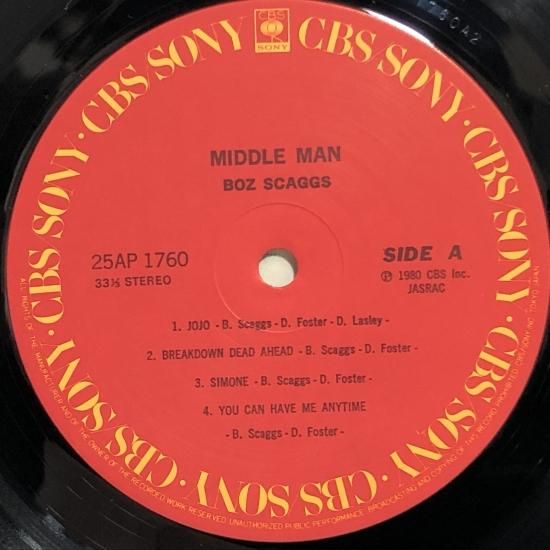 CBS/SONY · CBS/SONY · CBS/SONY · CBS/SONY · CBS/SONY · CBS/SONY · CBS/SONY
CBS
SONY
MIDDLE MAN
BOZ SCAGGS
25AP 1760
33⅓ STEREO
SIDE A
Ⓟ 1980 CBS Inc.
JASRAC
1. JOJO -B. Scaggs-D. Foster-D. Lasley-
2. BREAKDOWN DEAD AHEAD -B. Scaggs-D. Foster-
3. SIMONE -B. Scaggs-D. Foster-
4. YOU CAN HAVE ME ANYTIME
-B. Scaggs-D. Foster-
ALL RIGHTS OF THE MANUFACTURER AND OF THE OWNER OF THE RECORDED WORK RESERVED. UNAUTHORIZED PUBLIC PERFORMANCE BROADCASTING AND COPYING OF THIS RECORD PROHIBITED.